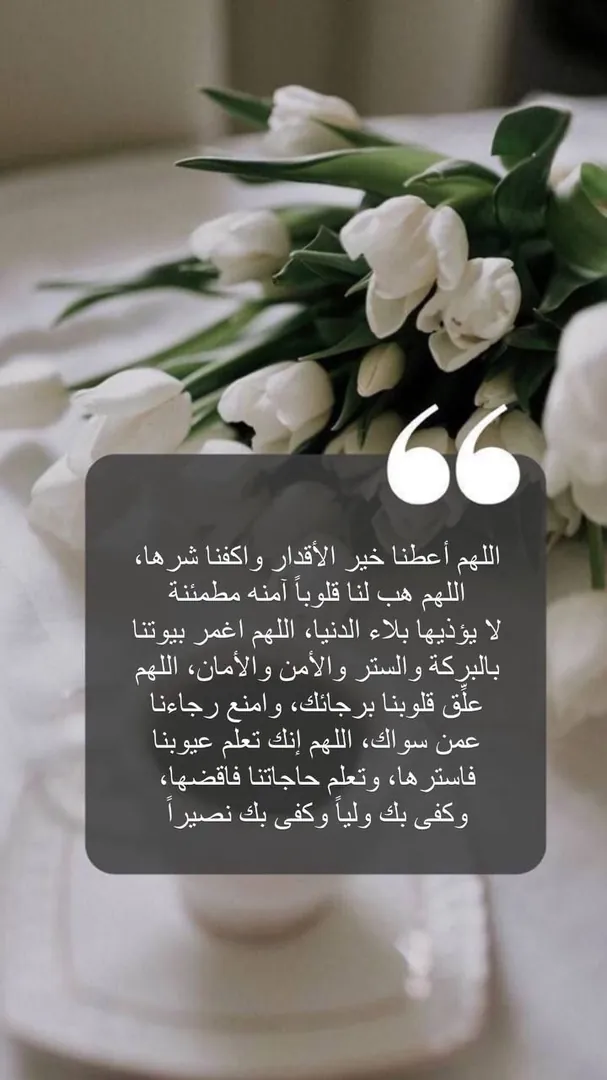 اللهم أعطنا خير الأقدار واكفنا شرها،
اللهم هب لنا قلوباً آمنه مطمئنة
لا يؤذيها بلاء الدنيا، اللهم اغمر بيوتنا
بالبركة والستر والأمن والأمان، اللهم
علِّق قلوبنا برجائك، وامنع رجاءنا
عمن سواك، اللهم إنك تعلم عيوبنا
فاسترها، وتعلم حاجاتنا فاقضها،
وكفى بك ولياً وكفى بك نصيراً